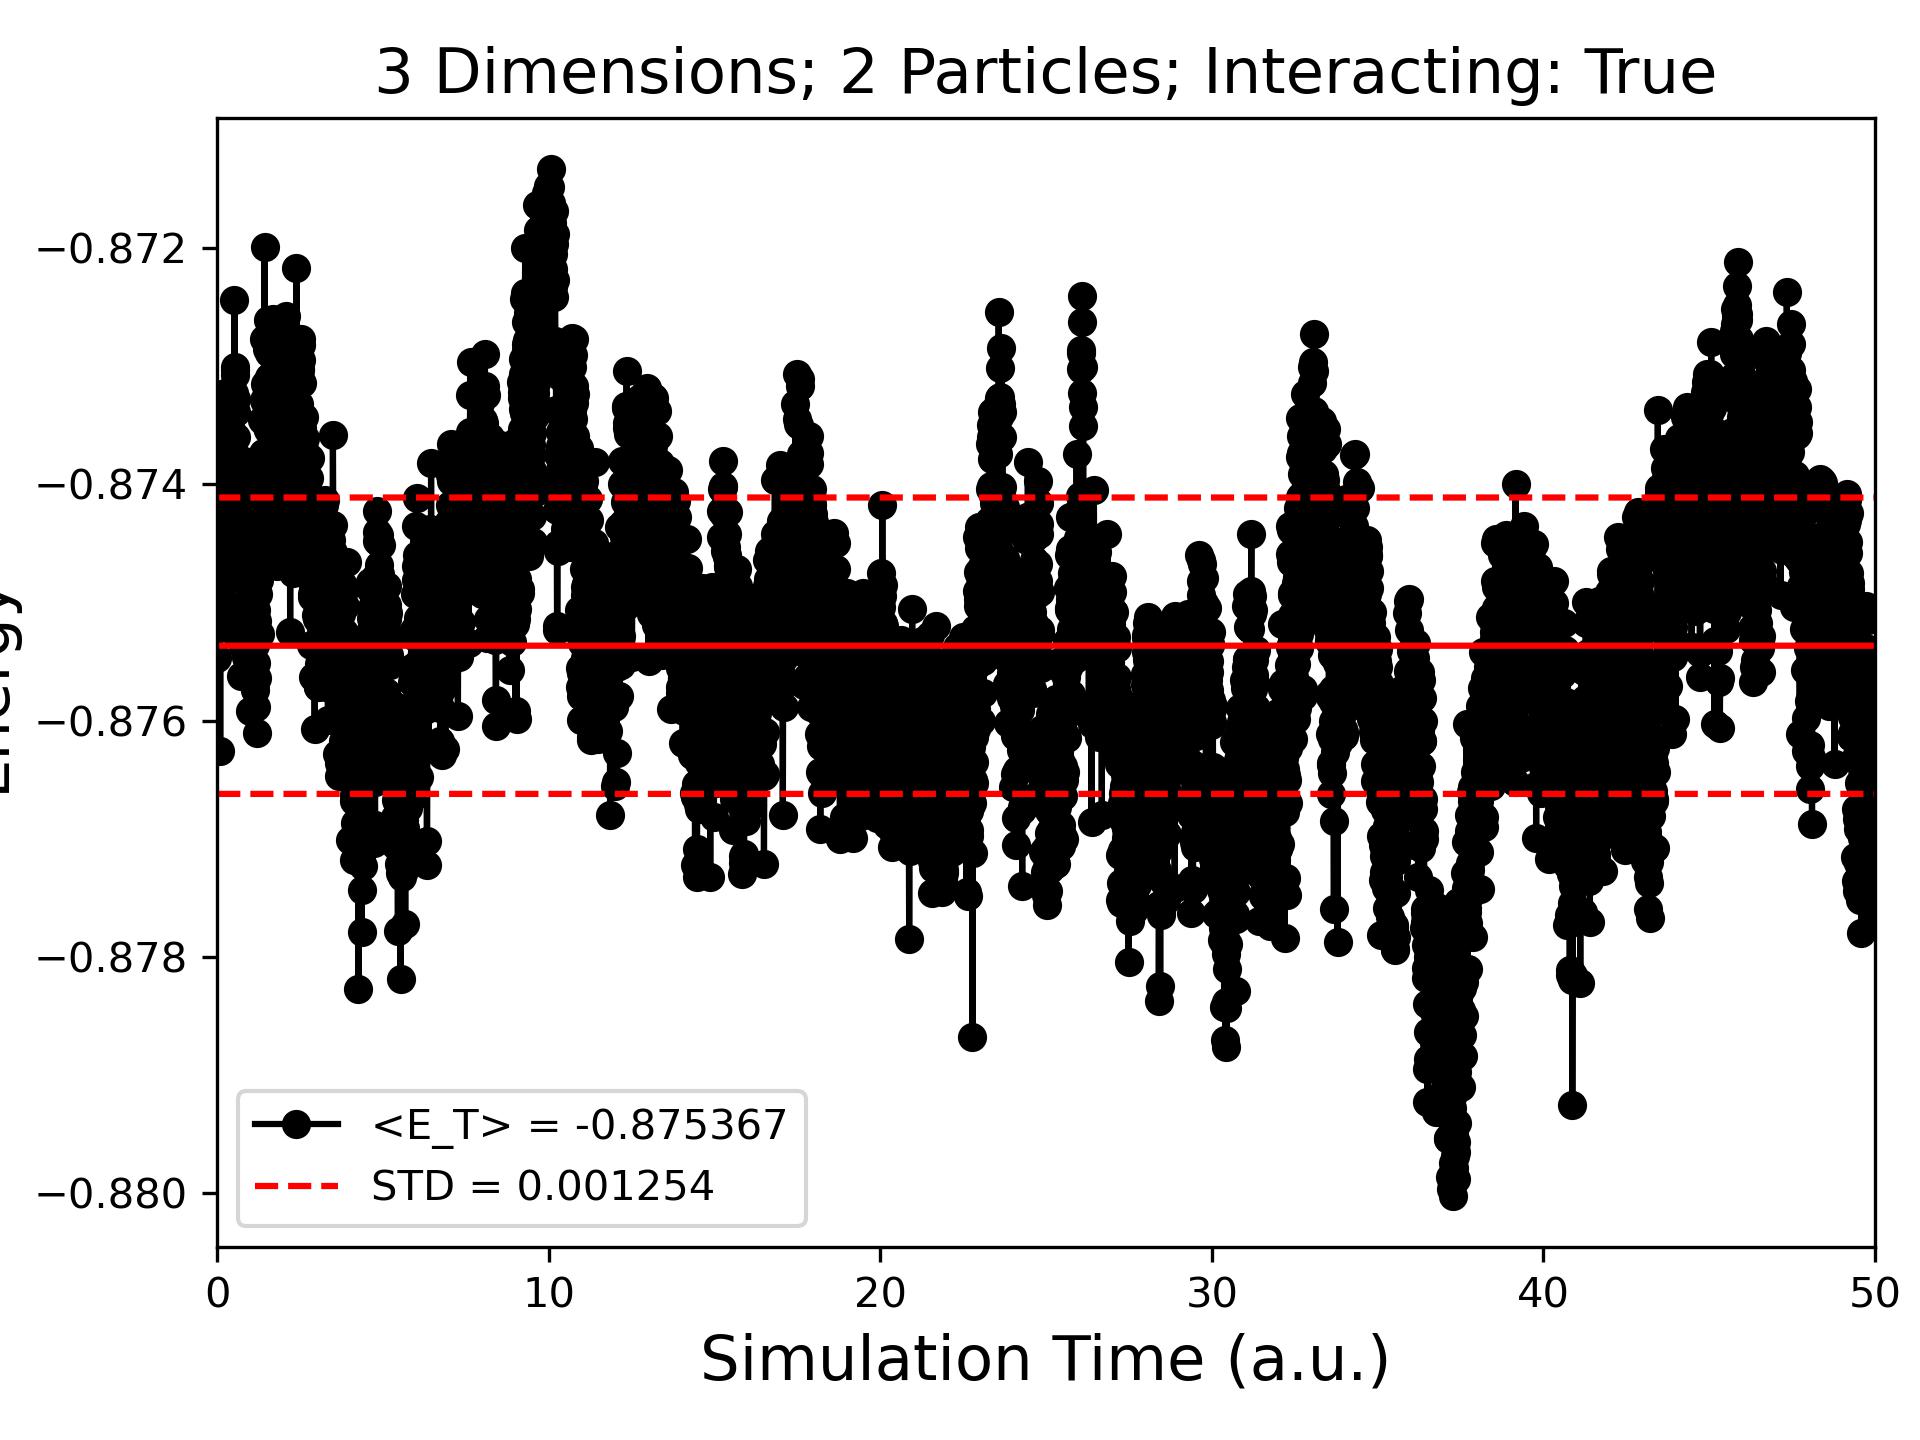 3 Dimensions; 2 Particles; Interacting: True
Energy
−0.872
−0.874
−0.876
−0.878
−0.880
<E_T> = -0.875367
STD = 0.001254
0
10
20
30
40
50
Simulation Time (a.u.)